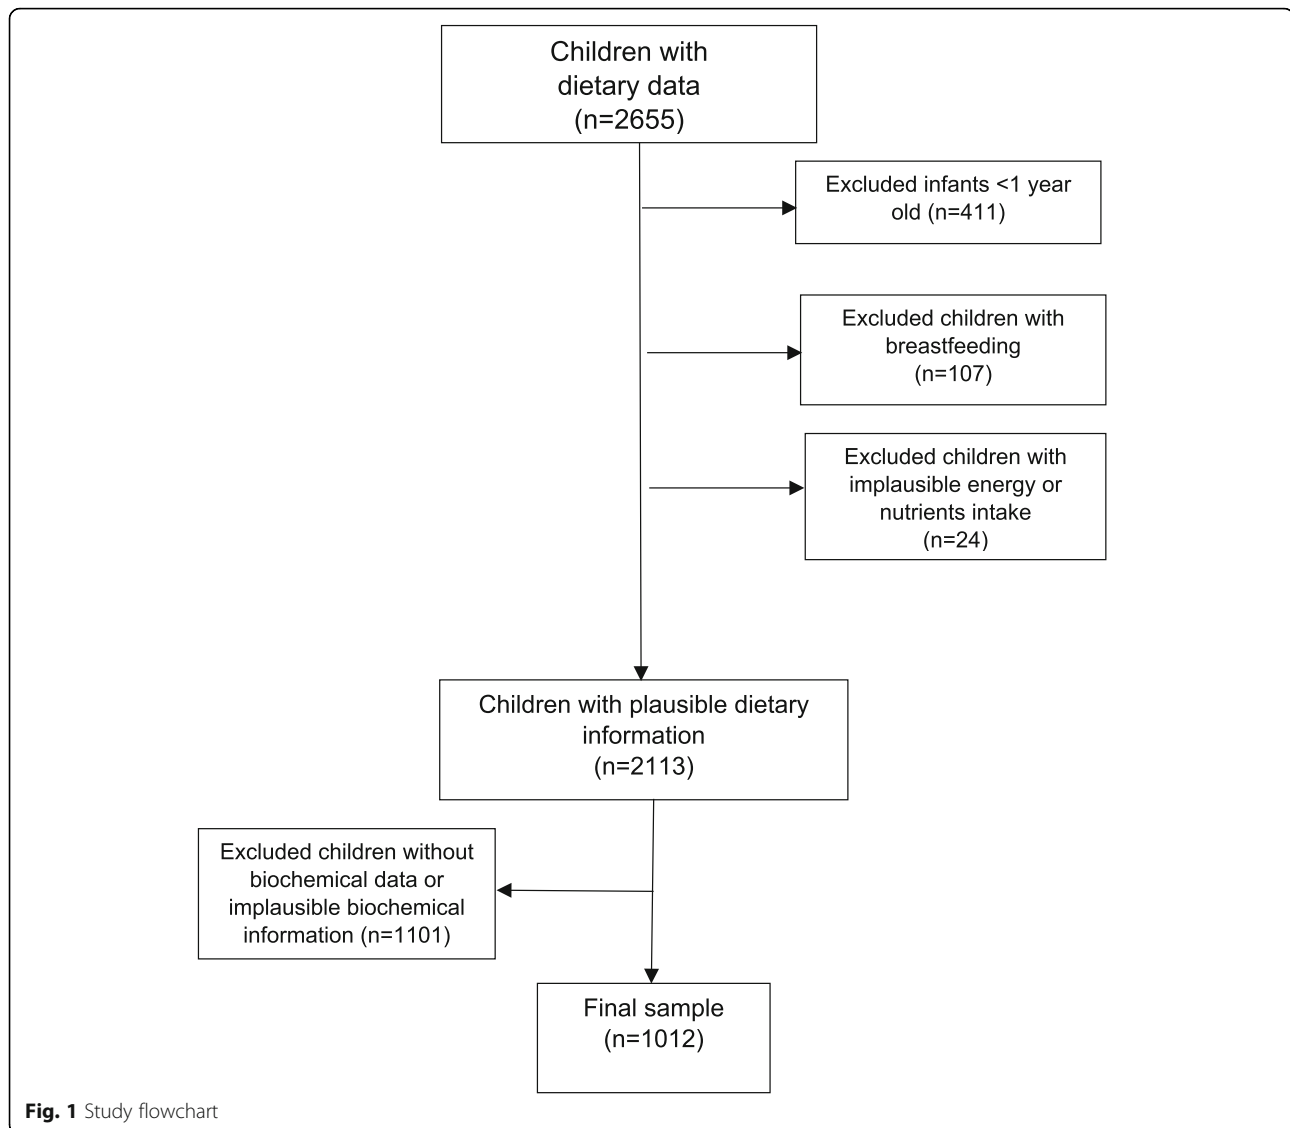 Children with
dietary data
(n=2655)
Excluded infants <1 year
old (n=411)
Excluded children with
breastfeeding
(n=107)
Excluded children with
implausible energy or
nutrients intake
(n=24)
Children with plausible dietary
information
(n=2113)
Excluded children without
biochemical data or
implausible biochemical
information (n=1101)
Final sample
(n=1012)
Fig. 1 Study flowchart